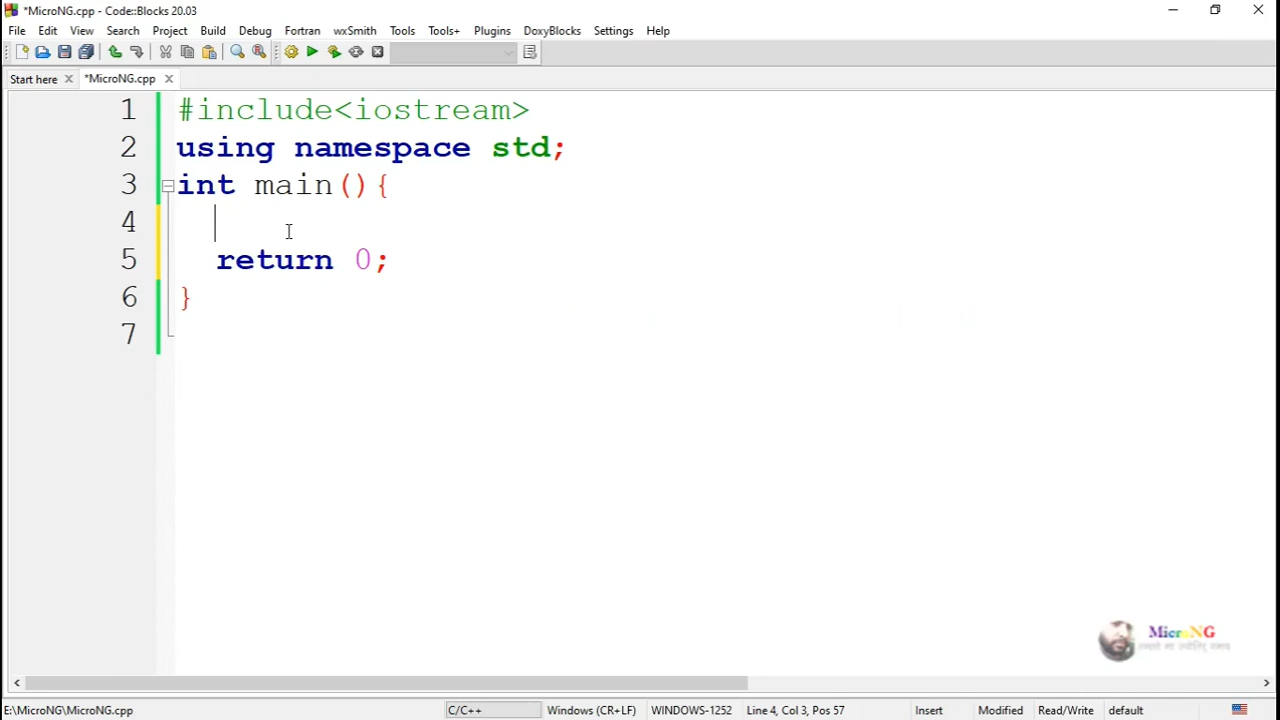 *MicroNG.cpp - Code::Blocks 20.03
File Edit View Search Project Build Debug Fortran wxSmith Tools Tools+ Plugins DoxyBlocks Settings Help
Start here *MicroNG.cpp
1 #include<iostream>
2 using namespace std;
3 int main(){
4
5 return 0;
6 }
7
MicroNG
E:\MicroNG\MicroNG.cpp C/C++ Windows (CR+LF) WINDOWS-1252 Line 4, Col 3, Pos 57 Insert Modified Read/Write default